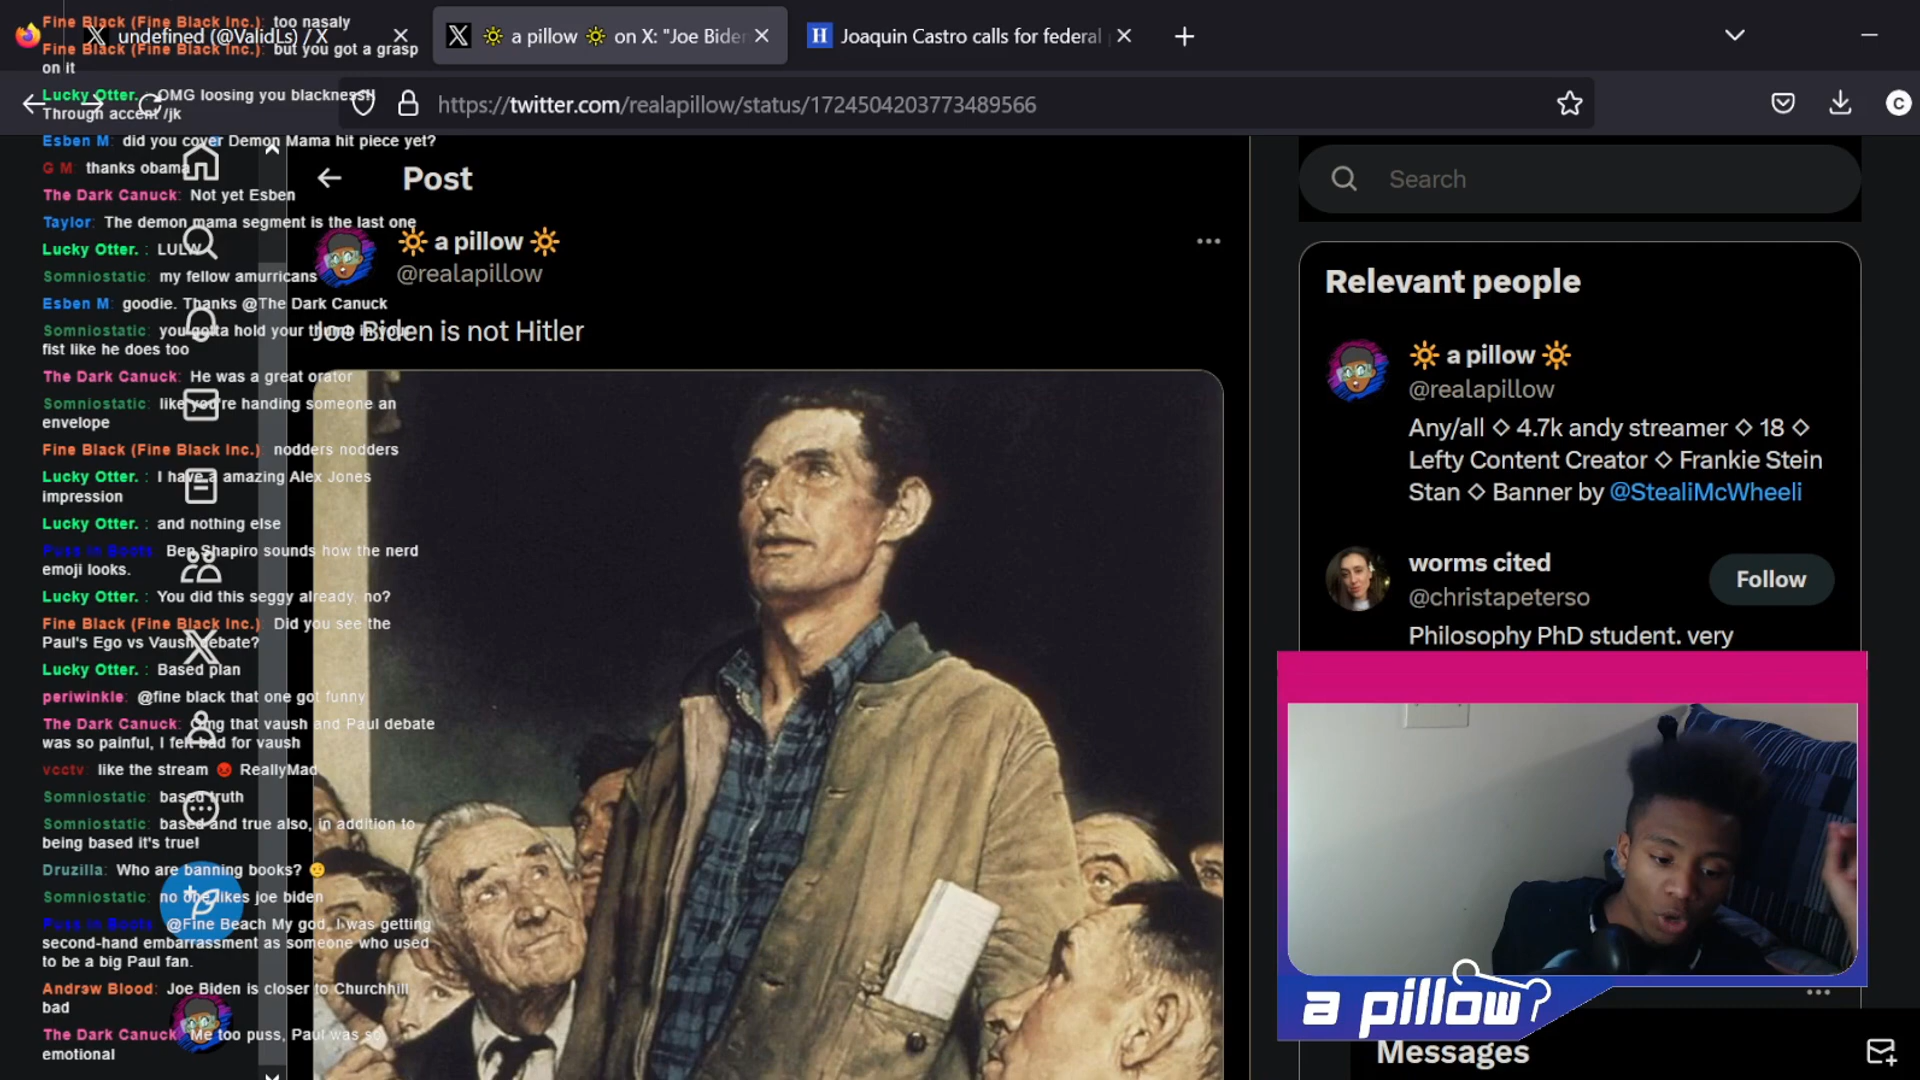 undefined (@ValidLs) / X
a pillow on X: "Joe Biden
Joaquin Castro calls for federal
https://twitter.com/realapillow/status/1724504203773489566
C
Fine Black (Fine Black Inc.): too nasaly
Fine Black (Fine Black Inc.): but you got a grasp
on it
Lucky Otter. : OMG loosing you blackness!!
Through accent /jk
Esben M: did you cover Demon Mama hit piece yet?
G M: thanks obama
The Dark Canuck: Not yet Esben
Taylor: The demon mama segment is the last one
Lucky Otter. : LULW
Somniostatic: my fellow amurricans
Esben M: goodie. Thanks @The Dark Canuck
Somniostatic: you gotta hold your thumb in your
fist like he does too
The Dark Canuck: He was a great orator
Somniostatic: like you're handing someone an
envelope
Fine Black (Fine Black Inc.) nodders nodders
Lucky Otter. : I have a amazing Alex Jones
impression
Lucky Otter. : and nothing else
Puss in Boots: Ben Shapiro sounds how the nerd
emoji looks.
Lucky Otter. : You did this seggy already, no?
Fine Black (Fine Black Inc.) Did you see the
Paul's Ego vs Vaush debate?
Lucky Otter. : Based plan
periwinkle: @fine black that one got funny
The Dark Canuck: Omg that vaush and Paul debate
was so painful, I felt bad for vaush
vcctv: like the stream ReallyMad
Somniostatic: based truth
Somniostatic: based and true also, in addition to
being based it's true!
Druzilla: Who are banning books?
Somniostatic: no one likes joe biden
Puss in Boots: @Fine Beach My god, I was getting
second-hand embarrassment as someone who used
to be a big Paul fan.
Andrsw Blood: Joe Biden is closer to Churchhill
bad
The Dark Canuck: Me too puss, Paul was so
emotional
Post
a pillow
@realapillow
Joe Biden is not Hitler
Search
Relevant people
a pillow
@realapillow
Any/all ◇ 4.7k andy streamer ◇ 18 ◇
Lefty Content Creator ◇ Frankie Stein
Stan ◇ Banner by @StealiMcWheeli
worms cited
@christapeterso
Follow
Philosophy PhD student. very
a pillow?
Messages